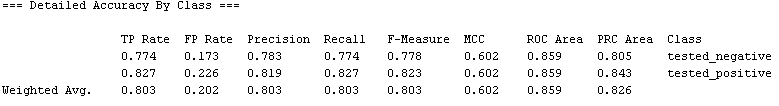 === Detailed Accuracy By Class ===
TP Rate FP Rate Precision Recall F-Measure MCC ROC Area PRC Area Class
0.774 0.173 0.783 0.774 0.778 0.602 0.859 0.805 tested_negative
0.827 0.226 0.819 0.827 0.823 0.602 0.859 0.843 tested_positive
Weighted Avg. 0.803 0.202 0.803 0.803 0.803 0.602 0.859 0.826